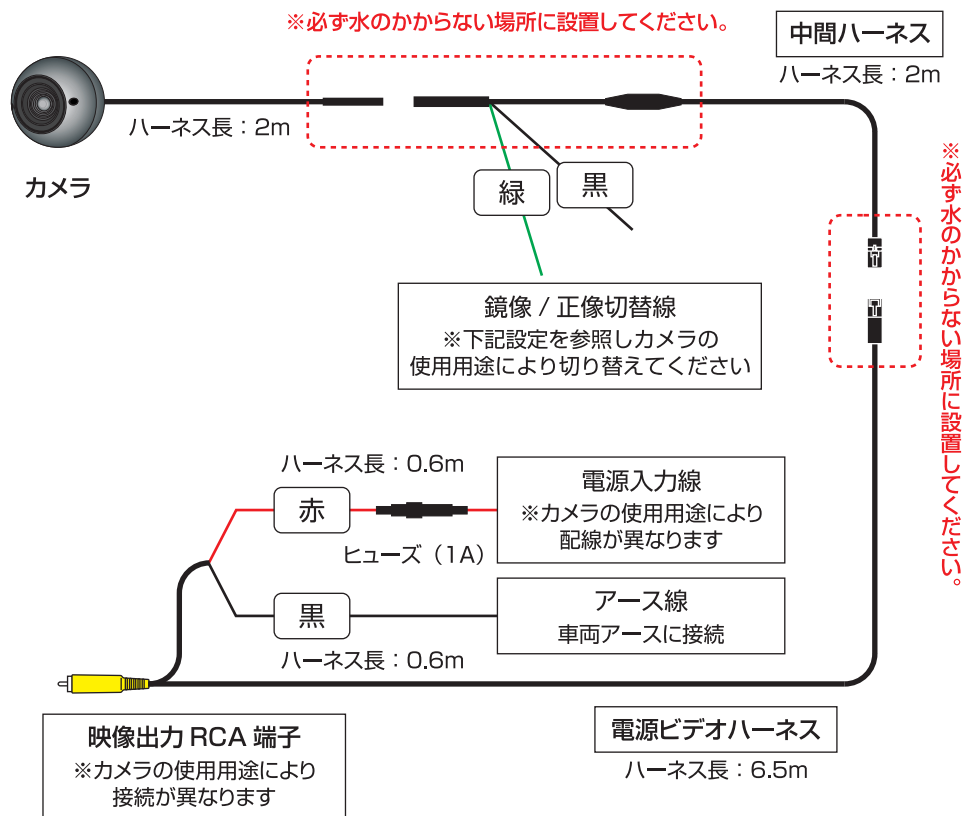 ※必ず水のかからない場所に設置してください。
中間ハーネス
ハーネス長：2m
ハーネス長：2m
カメラ
緑
黒
※必ず水のかからない場所に設置してください。
鏡像 / 正像切替線
※下記設定を参照しカメラの
使用用途により切り替えてください
ハーネス長：0.6m
赤
ヒューズ（1A）
電源入力線
※カメラの使用用途により
配線が異なります
黒
ハーネス長：0.6m
アース線
車両アースに接続
映像出力 RCA 端子
※カメラの使用用途により
接続が異なります
電源ビデオハーネス
ハーネス長：6.5m